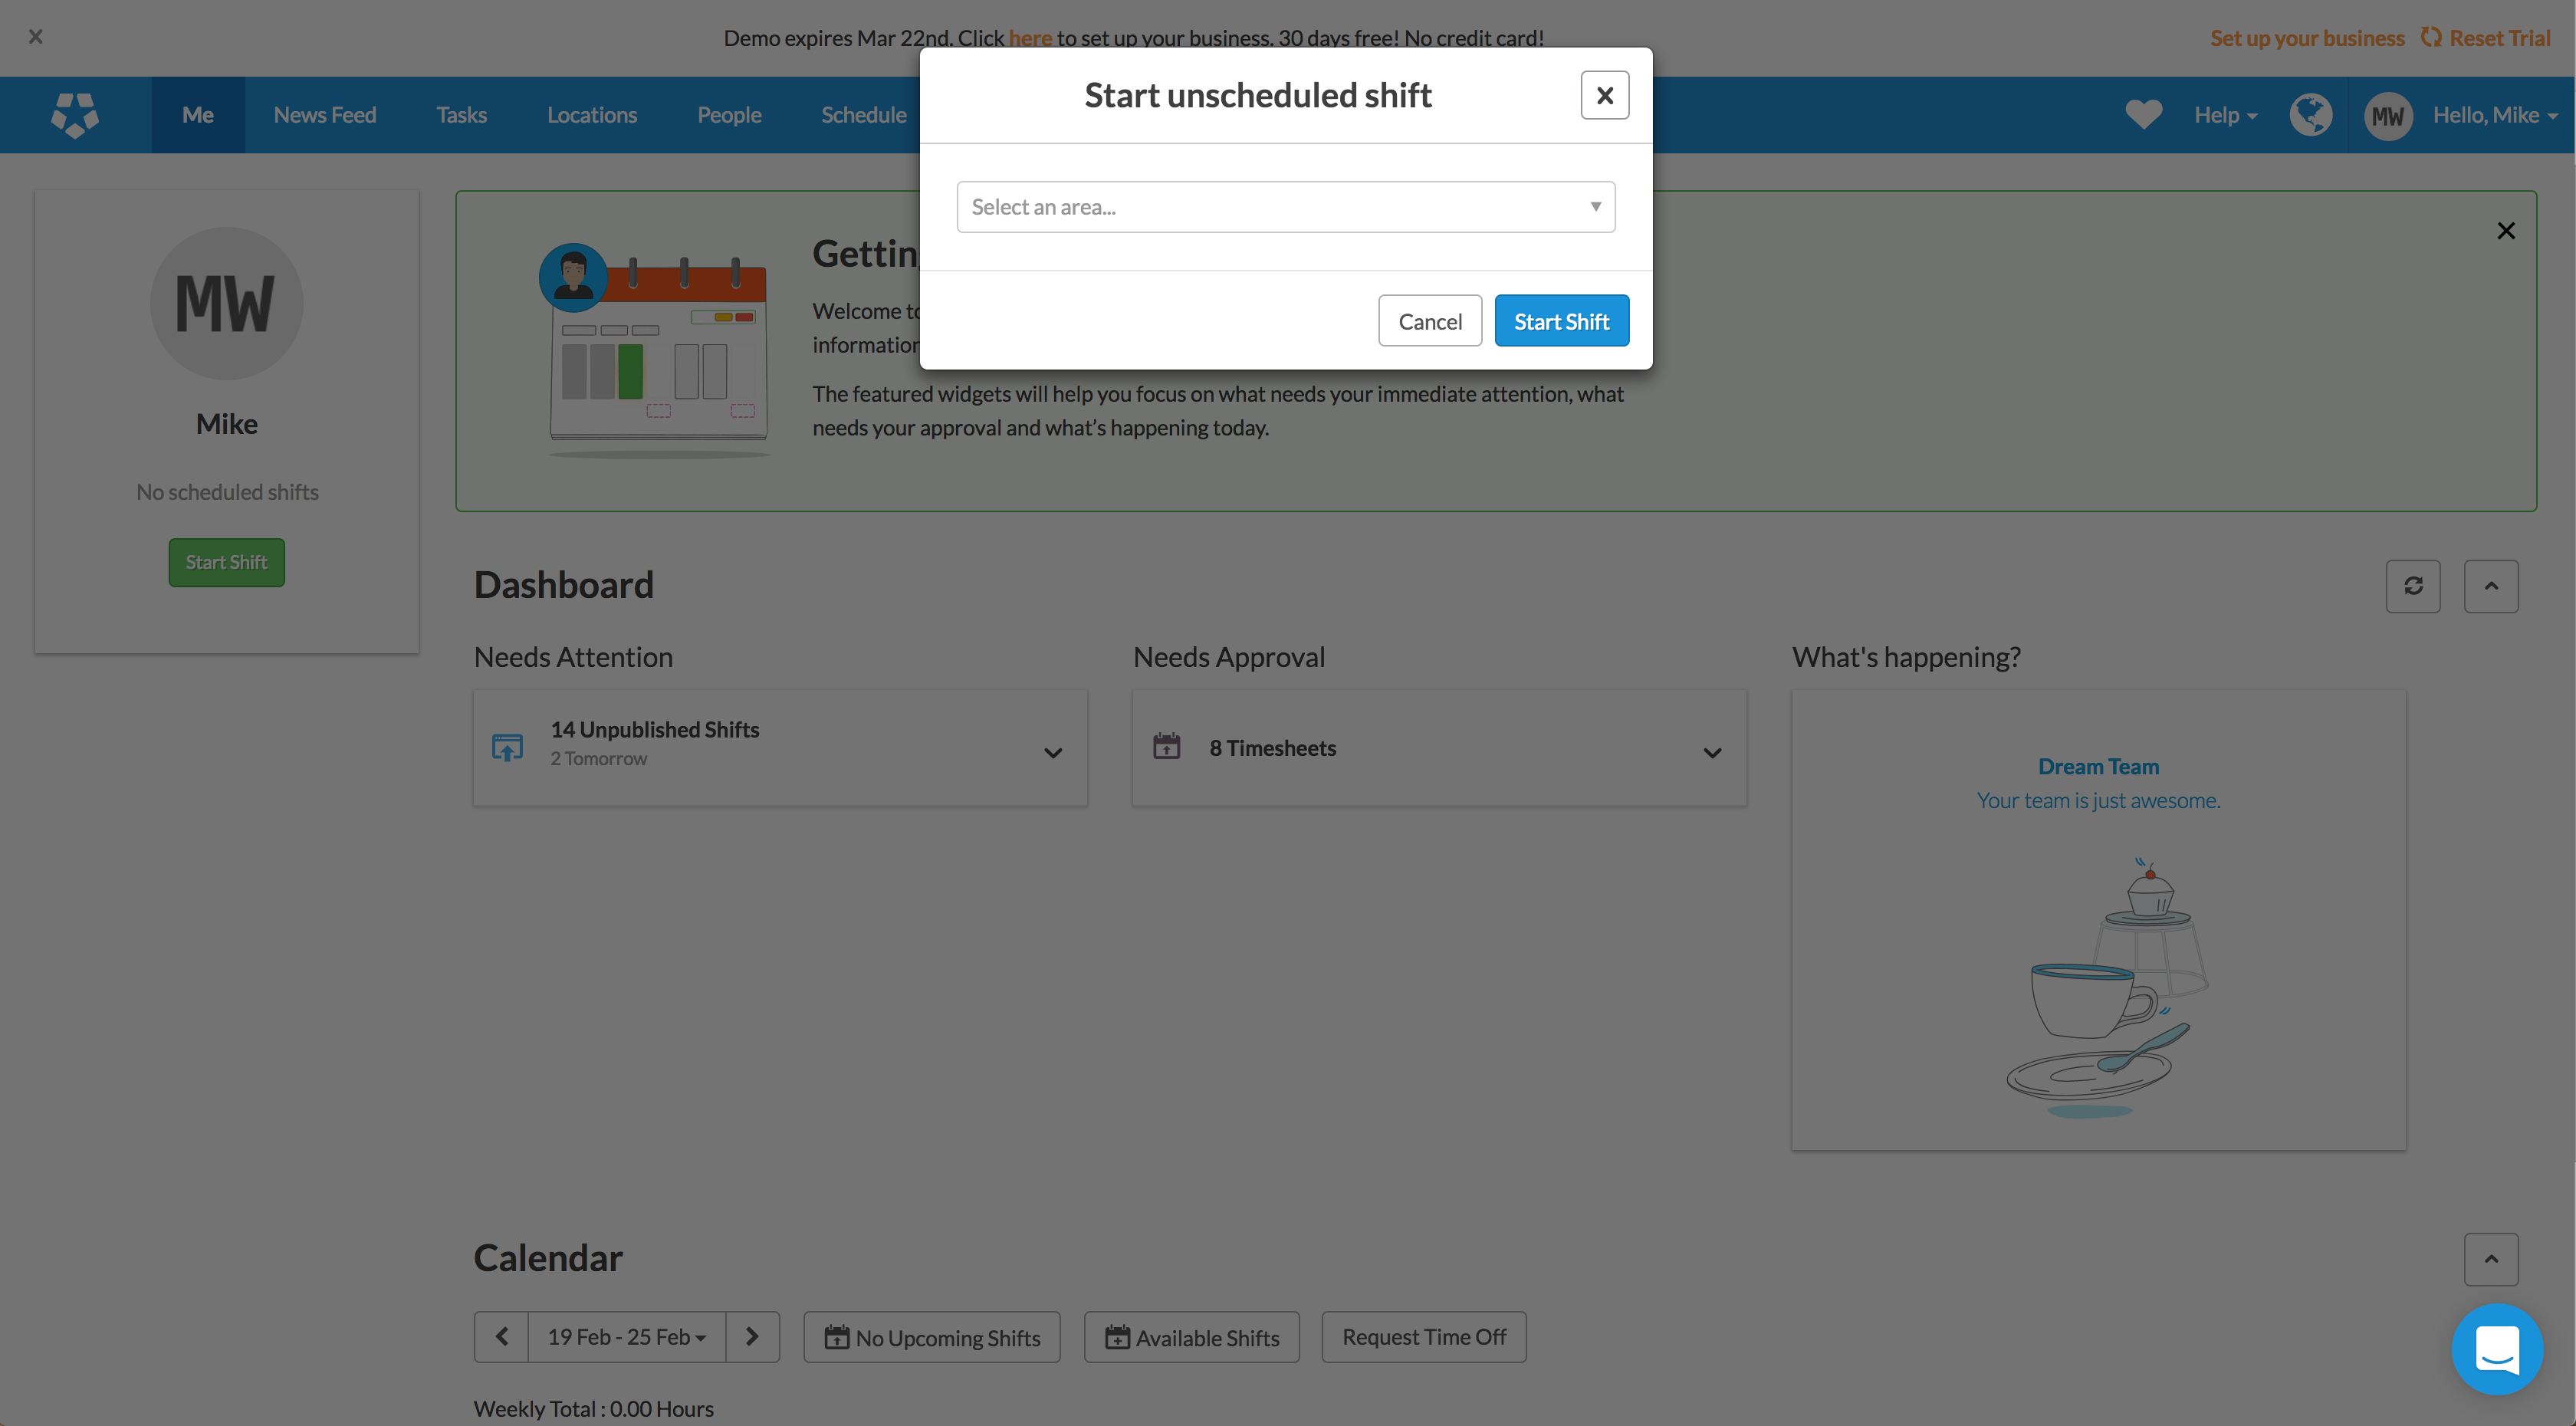 Demo expires Mar 22nd. Click here to set up your business. 30 days free! No credit card!
Set up your business
Reset Trial
Me
News Feed
Tasks
Locations
People
Schedule
Help
MW
Hello, Mike
Start unscheduled shift
Select an area...
Cancel
Start Shift
MW
Mike
No scheduled shifts
Start Shift
Gettin
Welcome to
information
The featured widgets will help you focus on what needs your immediate attention, what
needs your approval and what's happening today.
Dashboard
Needs Attention
14 Unpublished Shifts
2 Tomorrow
Needs Approval
8 Timesheets
What's happening?
Dream Team
Your team is just awesome.
Calendar
19 Feb - 25 Feb
No Upcoming Shifts
Available Shifts
Request Time Off
Weekly Total : 0.00 Hours